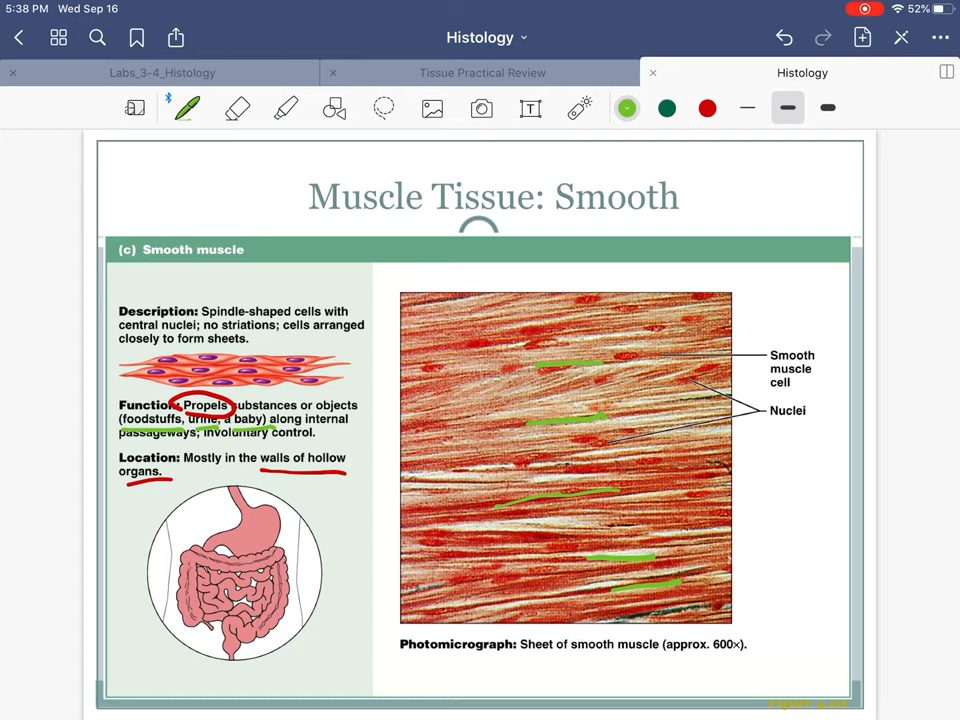 5:38 PM Wed Sep 16
52%
Histology
Labs_3-4_Histology
Tissue Practical Review
Histology
Muscle Tissue: Smooth
(c) Smooth muscle
Description: Spindle-shaped cells with
central nuclei; no striations; cells arranged
closely to form sheets.
Function: Propels substances or objects
(foodstuffs, urine, a baby) along internal
passageways; involuntary control.
Location: Mostly in the walls of hollow
organs.
Smooth
muscle
cell
Nuclei
Photomicrograph: Sheet of smooth muscle (approx. 600×).